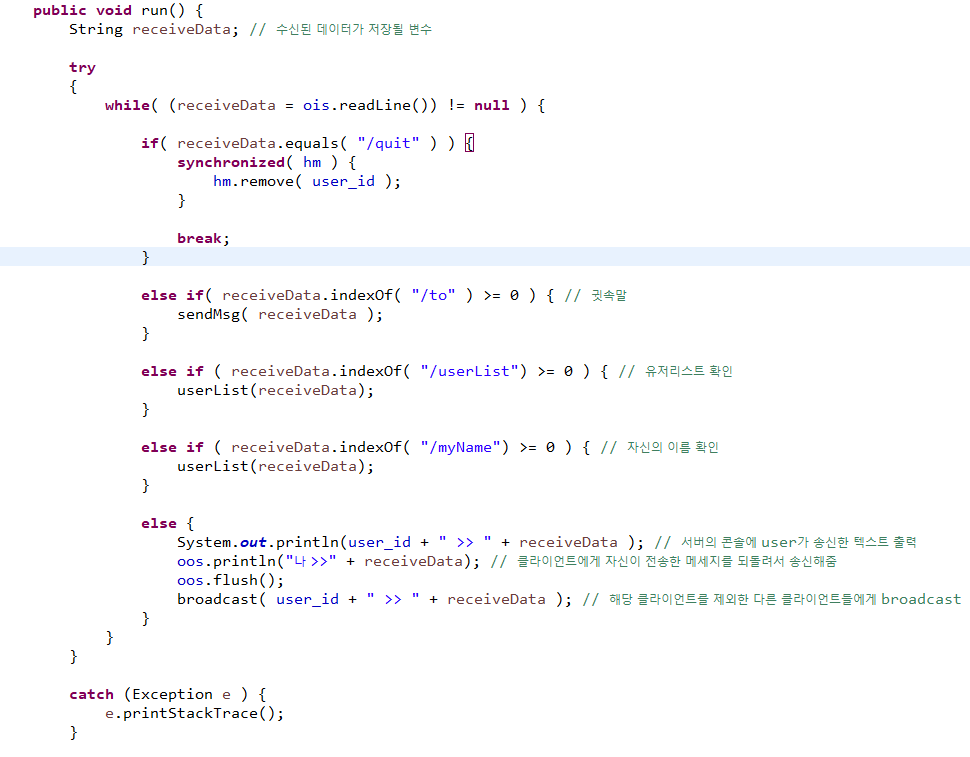 public void run() {
String receiveData; // 수신된 데이터가 저장될 변수
try
{
while( (receiveData = ois.readLine()) != null ) {
if( receiveData.equals( "/quit" ) ) {
synchronized( hm ) {
hm.remove( user_id );
}
break;
}
else if( receiveData.indexOf( "/to" ) >= 0 ) { // 귓속말
sendMsg( receiveData );
}
else if ( receiveData.indexOf( "/userList") >= 0 ) { // 유저리스트 확인
userList(receiveData);
}
else if ( receiveData.indexOf( "/myName") >= 0 ) { // 자신의 이름 확인
userList(receiveData);
}
else {
System.out.println(user_id + " >> " + receiveData ); // 서버의 콘솔에 user가 송신한 텍스트 출력
oos.println("나 >>" + receiveData); // 클라이언트에게 자신이 전송한 메세지를 되돌려서 송신해줌
oos.flush();
broadcast( user_id + " >> " + receiveData ); // 해당 클라이언트를 제외한 다른 클라이언트들에게 broadcast
}
}
}
catch (Exception e ) {
e.printStackTrace();
}